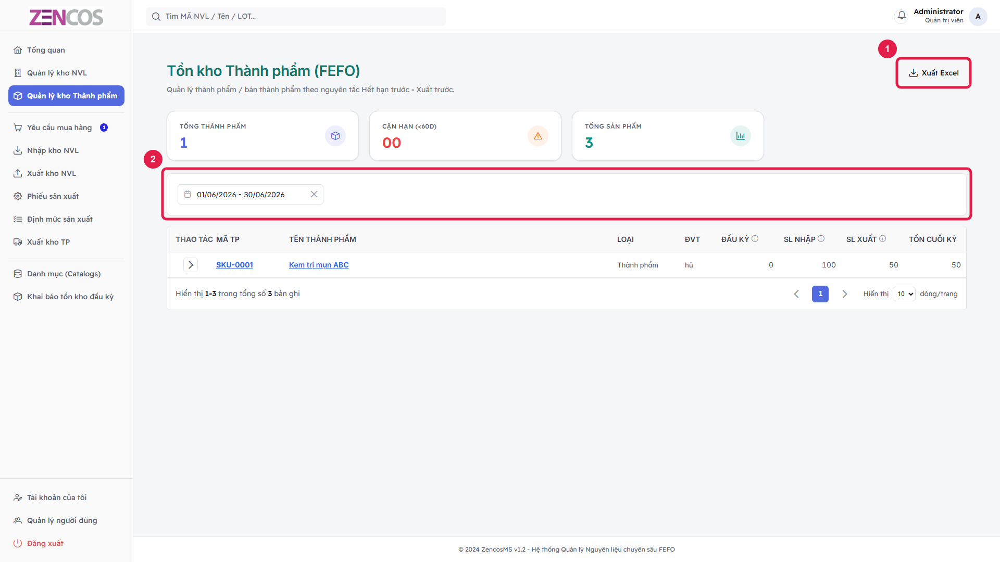 ZENCOS
Tìm MÃ NVL / Tên / LOT...
Administrator
Quản trị viên
A
Tổng quan
Quản lý kho NVL
Quản lý kho Thành phẩm
Yêu cầu mua hàng 1
Nhập kho NVL
Xuất kho NVL
Phiếu sản xuất
Định mức sản xuất
Xuất kho TP
Danh mục (Catalogs)
Khai báo tồn kho đầu kỳ
Tài khoản của tôi
Quản lý người dùng
Đăng xuất
1
Tồn kho Thành phẩm (FEFO)
Xuất Excel
Quản lý thành phẩm / bán thành phẩm theo nguyên tắc Hết hạn trước - Xuất trước.
TỔNG THÀNH PHẨM
1
CẬN HẠN (<60D)
00
TỔNG SẢN PHẨM
3
2
01/06/2026 - 30/06/2026
THAO TÁC MÃ TP TÊN THÀNH PHẨM LOẠI ĐVT ĐẦU KỲ SL NHẬP SL XUẤT TỒN CUỐI KỲ
SKU-0001 Kem trị mụn ABC Thành phẩm hủ 0 100 50 50
Hiển thị 1-3 trong tổng số 3 bản ghi
1 Hiển thị 10 dòng/trang
© 2024 ZencosMS v1.2 - Hệ thống Quản lý Nguyên liệu chuyên sâu FEFO